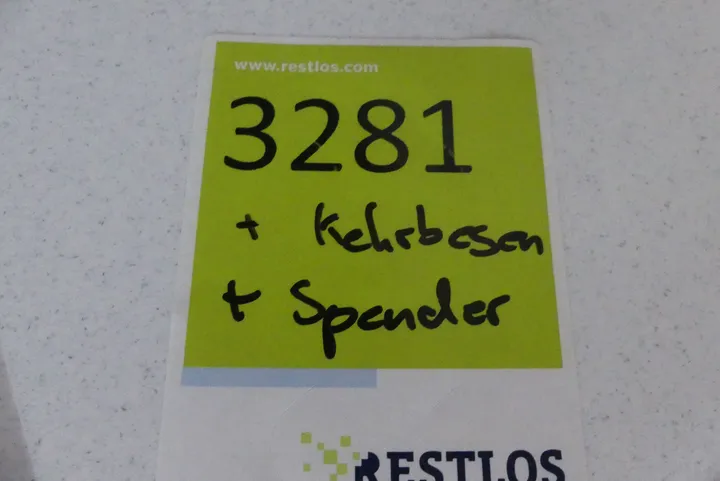 www.restlos.com
3281
+ Kehrbesen
+ Spender
RESTLOS